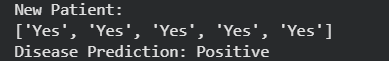 New Patient:
['Yes', 'Yes', 'Yes', 'Yes', 'Yes']
Disease Prediction: Positive